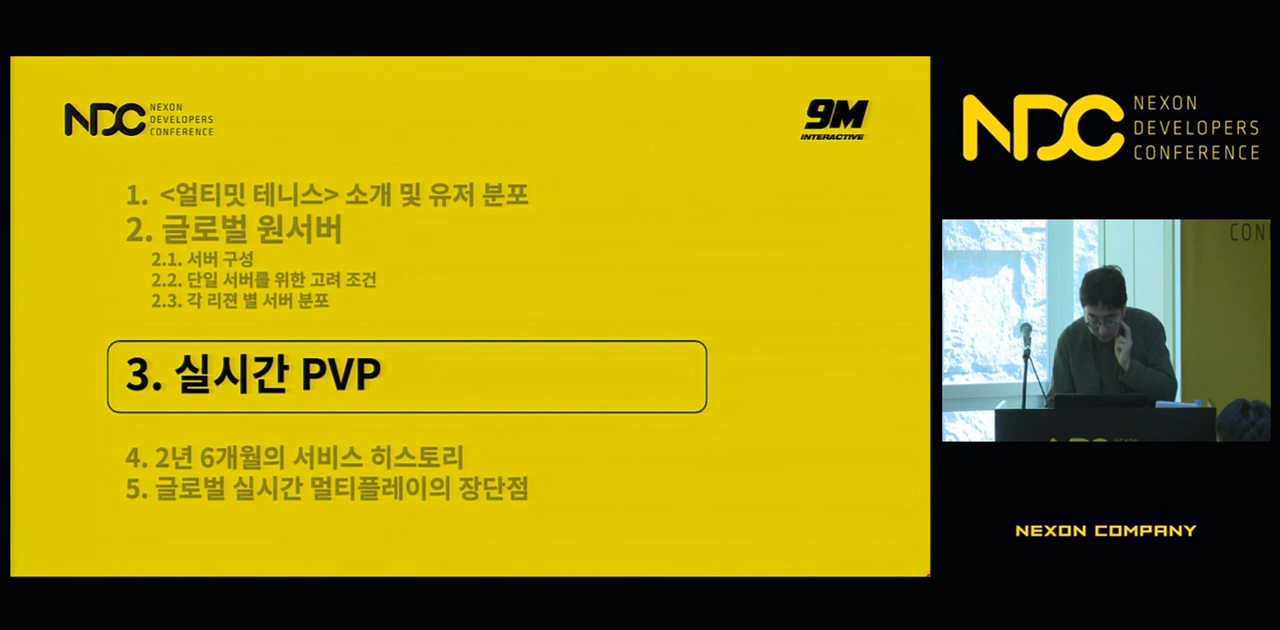 NDC
NEXON
DEVELOPERS
CONFERENCE
9M
INTERACTIVE
1. <얼티밋 테니스> 소개 및 유저 분포
2. 글로벌 원서버
2.1. 서버 구성
2.2. 단일 서버를 위한 고려 조건
2.3. 각 리젼 별 서버 분포
3. 실시간 PVP
4. 2년 6개월의 서비스 히스토리
5. 글로벌 실시간 멀티플레이의 장단점
NDC
NEXON
DEVELOPERS
CONFERENCE
CON
NEXON COMPANY